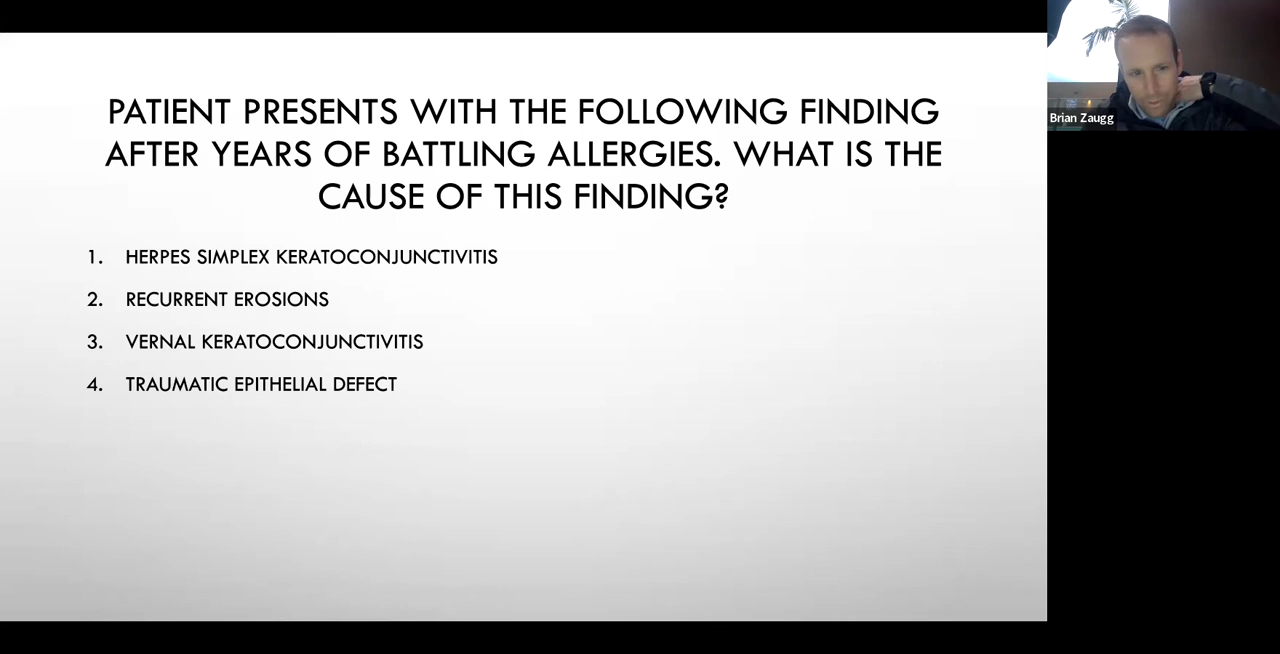 PATIENT PRESENTS WITH THE FOLLOWING FINDING
AFTER YEARS OF BATTLING ALLERGIES. WHAT IS THE
CAUSE OF THIS FINDING?
1. HERPES SIMPLEX KERATOCONJUNCTIVITIS
2. RECURRENT EROSIONS
3. VERNAL KERATOCONJUNCTIVITIS
4. TRAUMATIC EPITHELIAL DEFECT
Brian Zaugg